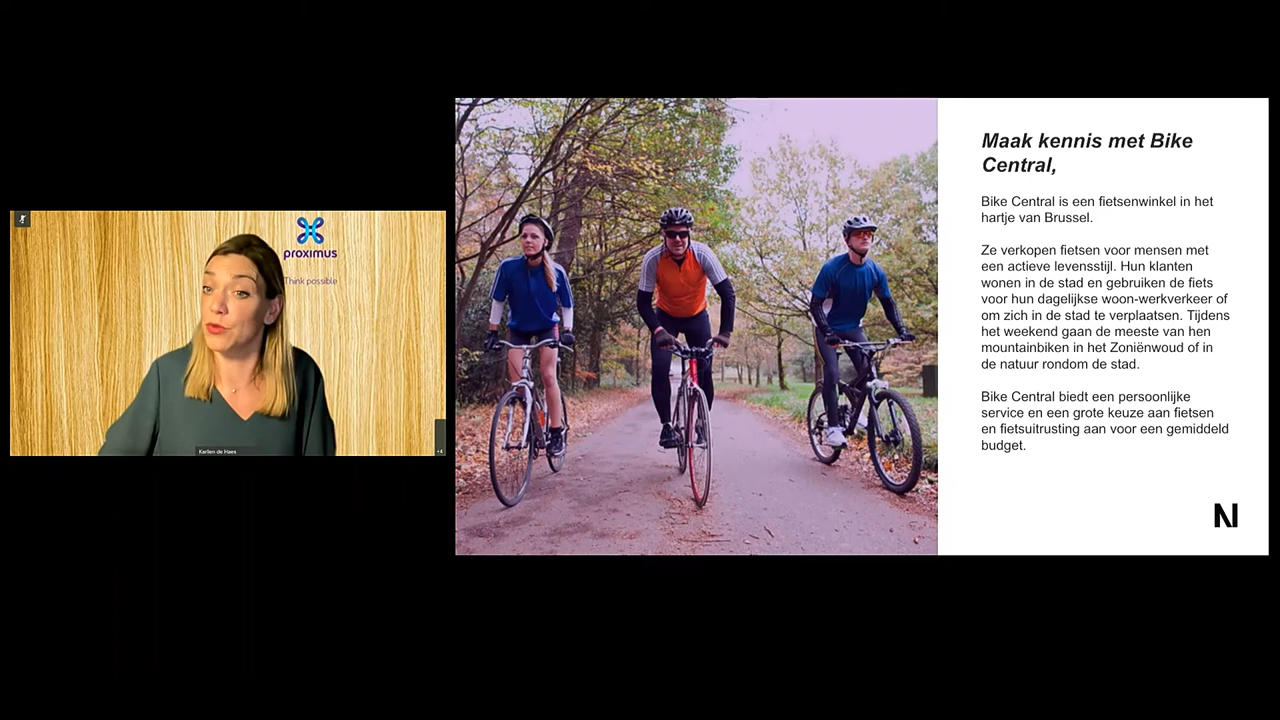 proximus
Think possible
Karlien de Haes
+4
Maak kennis met Bike
Central,
Bike Central is een fietsenwinkel in het
hartje van Brussel.
Ze verkopen fietsen voor mensen met
een actieve levensstijl. Hun klanten
wonen in de stad en gebruiken de fiets
voor hun dagelijkse woon-werkverkeer of
om zich in de stad te verplaatsen. Tijdens
het weekend gaan de meeste van hen
mountainbiken in het Zoniënwoud of in
de natuur rondom de stad.
Bike Central biedt een persoonlijke
service en een grote keuze aan fietsen
en fietsuitrusting aan voor een gemiddeld
budget.
N